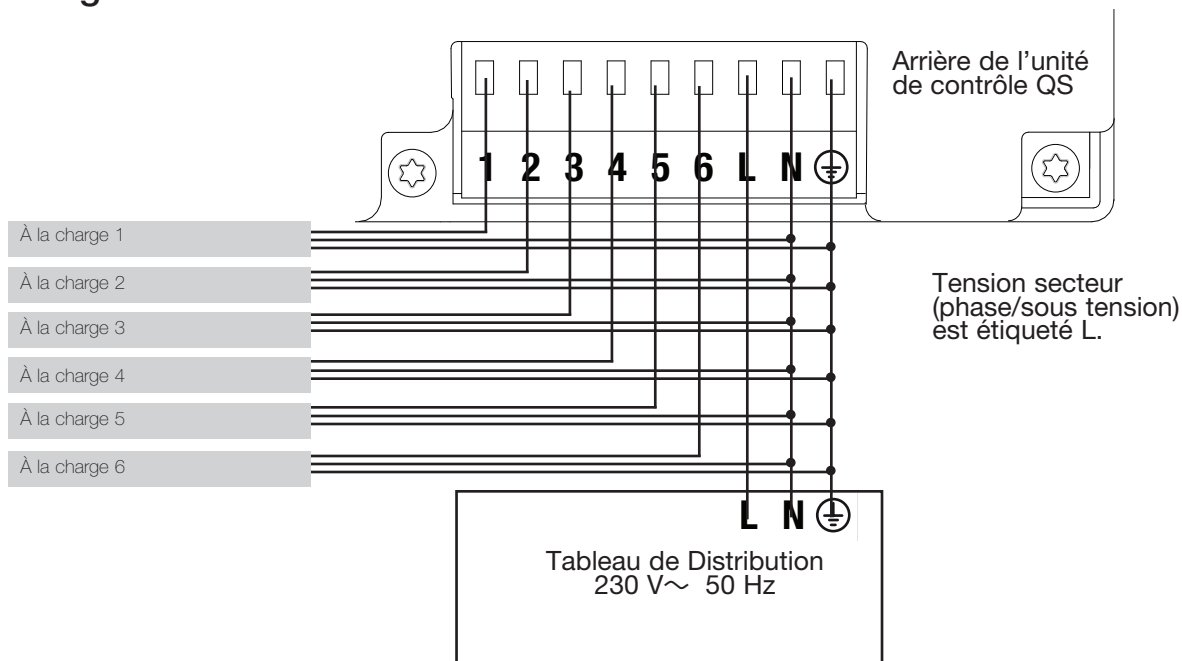 Arrière de l’unité
de contrôle QS
1 2 3 4 5 6 L N
À la charge 1
À la charge 2
À la charge 3
À la charge 4
À la charge 5
À la charge 6
Tension secteur
(phase/sous tension)
est étiqueté L.
L N
Tableau de Distribution
230 V~ 50 Hz